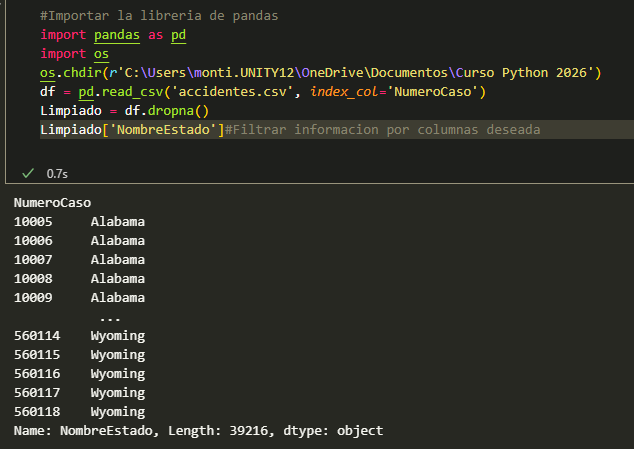 #Importar la libreria de pandas
import pandas as pd
import os
os.chdir(r'C:\Users\monti.UNITY12\OneDrive\Documentos\Curso Python 2026')
df = pd.read_csv('accidentes.csv', index_col='NumeroCaso')
Limpiado = df.dropna()
Limpiado['NombreEstado']#Filtrar informacion por columnas deseada
0.7s
NumeroCaso
10005     Alabama
10006     Alabama
10007     Alabama
10008     Alabama
10009     Alabama
...
560114    Wyoming
560115    Wyoming
560116    Wyoming
560117    Wyoming
560118    Wyoming
Name: NombreEstado, Length: 39216, dtype: object